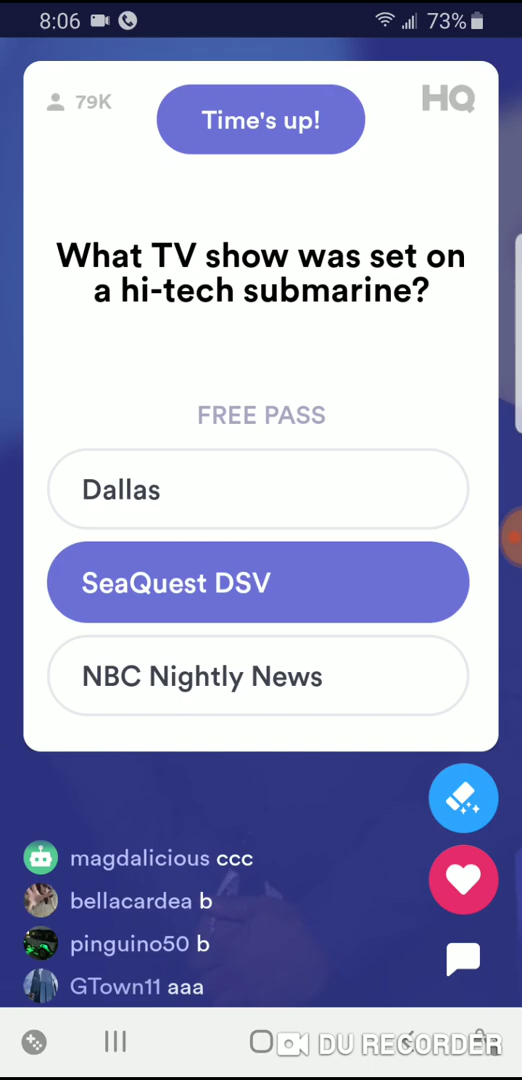 8:06 73%
79K Time's up! HQ
What TV show was set on
a hi-tech submarine?
FREE PASS
Dallas
SeaQuest DSV
NBC Nightly News
magdalicious ccc
bellacardea b
pinguino50 b
GTown11 aaa
DU RECORDER